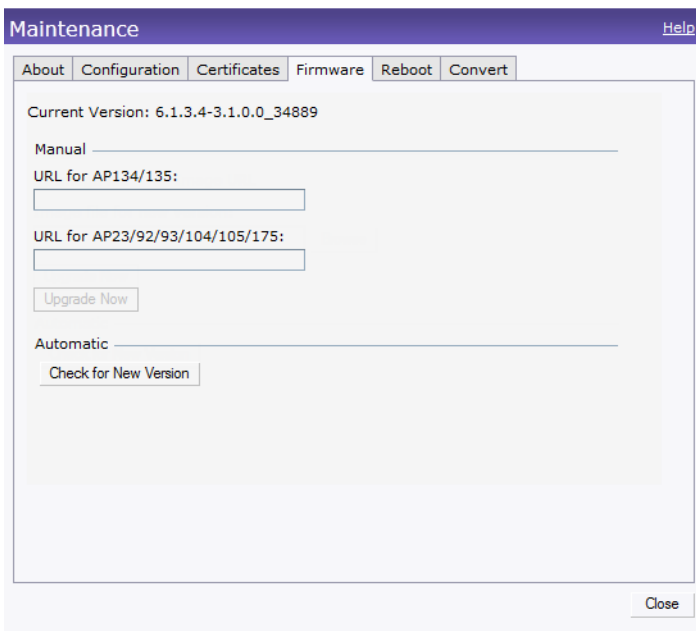 Maintenance Help
About Configuration Certificates Firmware Reboot Convert
Current Version: 6.1.3.4-3.1.0.0_34889
Manual
URL for AP134/135:
URL for AP23/92/93/104/105/175:
Upgrade Now
Automatic
Check for New Version
Close